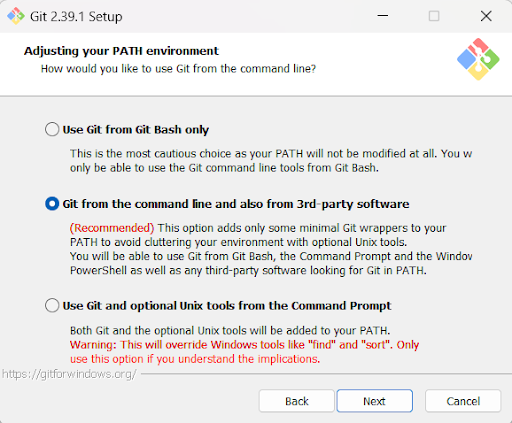 Git 2.39.1 Setup
Adjusting your PATH environment
How would you like to use Git from the command line?
Use Git from Git Bash only
This is the most cautious choice as your PATH will not be modified at all. You w
only be able to use the Git command line tools from Git Bash.
Git from the command line and also from 3rd-party software
(Recommended) This option adds only some minimal Git wrappers to your
PATH to avoid cluttering your environment with optional Unix tools.
You will be able to use Git from Git Bash, the Command Prompt and the Window
PowerShell as well as any third-party software looking for Git in PATH.
Use Git and optional Unix tools from the Command Prompt
Both Git and the optional Unix tools will be added to your PATH.
Warning: This will override Windows tools like "find" and "sort". Only
use this option if you understand the implications.
https://gitforwindows.org/
Back Next Cancel